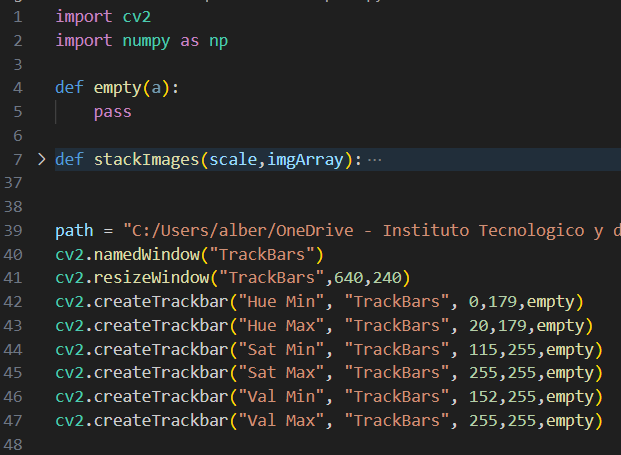 1 import cv2
2 import numpy as np
3
4 def empty(a):
5     pass
6
7 > def stackImages(scale,imgArray): ···
37
38
39 path = "C:/Users/alber/OneDrive - Instituto Tecnologico y d
40 cv2.namedWindow("TrackBars")
41 cv2.resizeWindow("TrackBars",640,240)
42 cv2.createTrackbar("Hue Min", "TrackBars", 0,179,empty)
43 cv2.createTrackbar("Hue Max", "TrackBars", 20,179,empty)
44 cv2.createTrackbar("Sat Min", "TrackBars", 115,255,empty)
45 cv2.createTrackbar("Sat Max", "TrackBars", 255,255,empty)
46 cv2.createTrackbar("Val Min", "TrackBars", 152,255,empty)
47 cv2.createTrackbar("Val Max", "TrackBars", 255,255,empty)
48